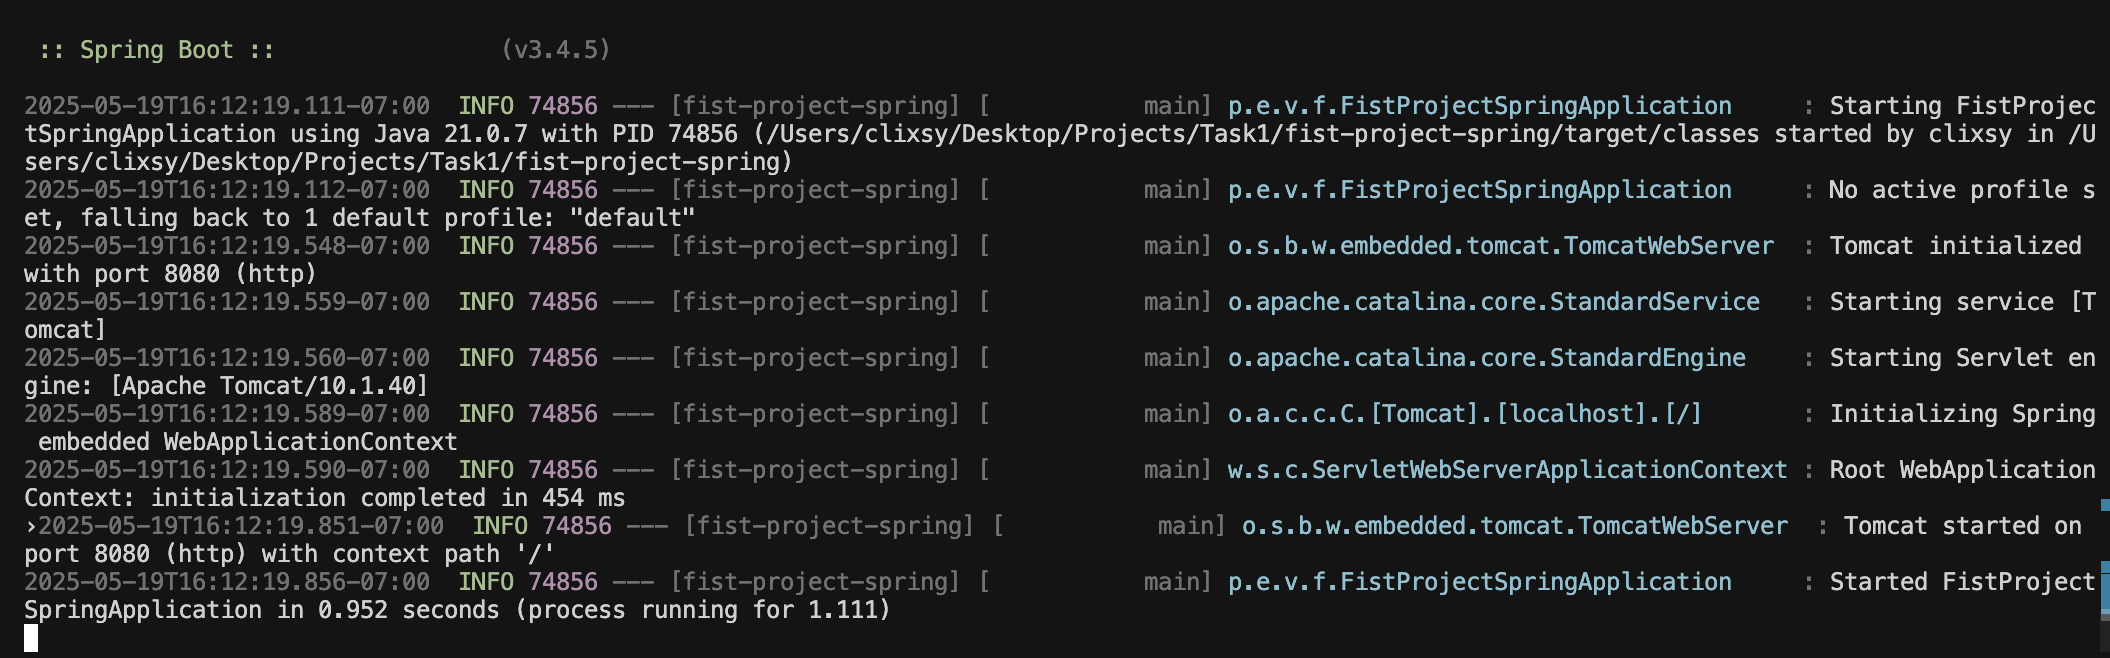 :: Spring Boot ::                (v3.4.5)
2025-05-19T16:12:19.111-07:00  INFO 74856 --- [fist-project-spring] [           main] p.e.v.f.FistProjectSpringApplication     : Starting FistProjec
tSpringApplication using Java 21.0.7 with PID 74856 (/Users/clixsy/Desktop/Projects/Task1/fist-project-spring/target/classes started by clixsy in /U
sers/clixsy/Desktop/Projects/Task1/fist-project-spring)
2025-05-19T16:12:19.112-07:00  INFO 74856 --- [fist-project-spring] [           main] p.e.v.f.FistProjectSpringApplication     : No active profile s
et, falling back to 1 default profile: "default"
2025-05-19T16:12:19.548-07:00  INFO 74856 --- [fist-project-spring] [           main] o.s.b.w.embedded.tomcat.TomcatWebServer  : Tomcat initialized
with port 8080 (http)
2025-05-19T16:12:19.559-07:00  INFO 74856 --- [fist-project-spring] [           main] o.apache.catalina.core.StandardService   : Starting service [T
omcat]
2025-05-19T16:12:19.560-07:00  INFO 74856 --- [fist-project-spring] [           main] o.apache.catalina.core.StandardEngine    : Starting Servlet en
gine: [Apache Tomcat/10.1.40]
2025-05-19T16:12:19.589-07:00  INFO 74856 --- [fist-project-spring] [           main] o.a.c.c.C.[Tomcat].[localhost].[/]       : Initializing Spring
 embedded WebApplicationContext
2025-05-19T16:12:19.590-07:00  INFO 74856 --- [fist-project-spring] [           main] w.s.c.ServletWebServerApplicationContext : Root WebApplication
Context: initialization completed in 454 ms
›2025-05-19T16:12:19.851-07:00  INFO 74856 --- [fist-project-spring] [           main] o.s.b.w.embedded.tomcat.TomcatWebServer  : Tomcat started on
port 8080 (http) with context path '/'
2025-05-19T16:12:19.856-07:00  INFO 74856 --- [fist-project-spring] [           main] p.e.v.f.FistProjectSpringApplication     : Started FistProject
SpringApplication in 0.952 seconds (process running for 1.111)